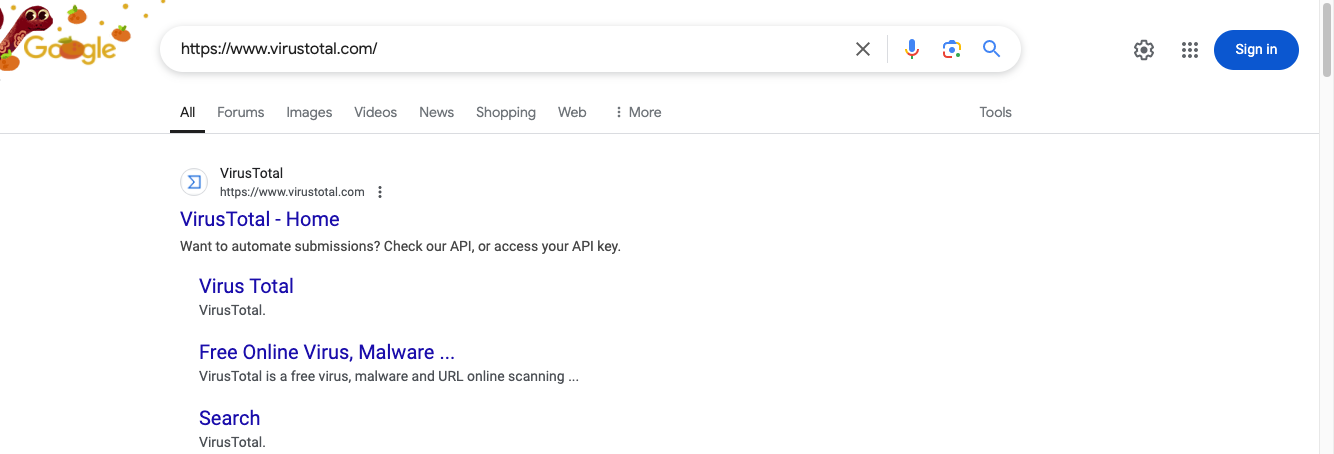 Google
https://www.virustotal.com/
Sign in
All Forums Images Videos News Shopping Web More Tools
VirusTotal
https://www.virustotal.com
VirusTotal - Home
Want to automate submissions? Check our API, or access your API key.
Virus Total
VirusTotal.
Free Online Virus, Malware ...
VirusTotal is a free virus, malware and URL online scanning ...
Search
VirusTotal.